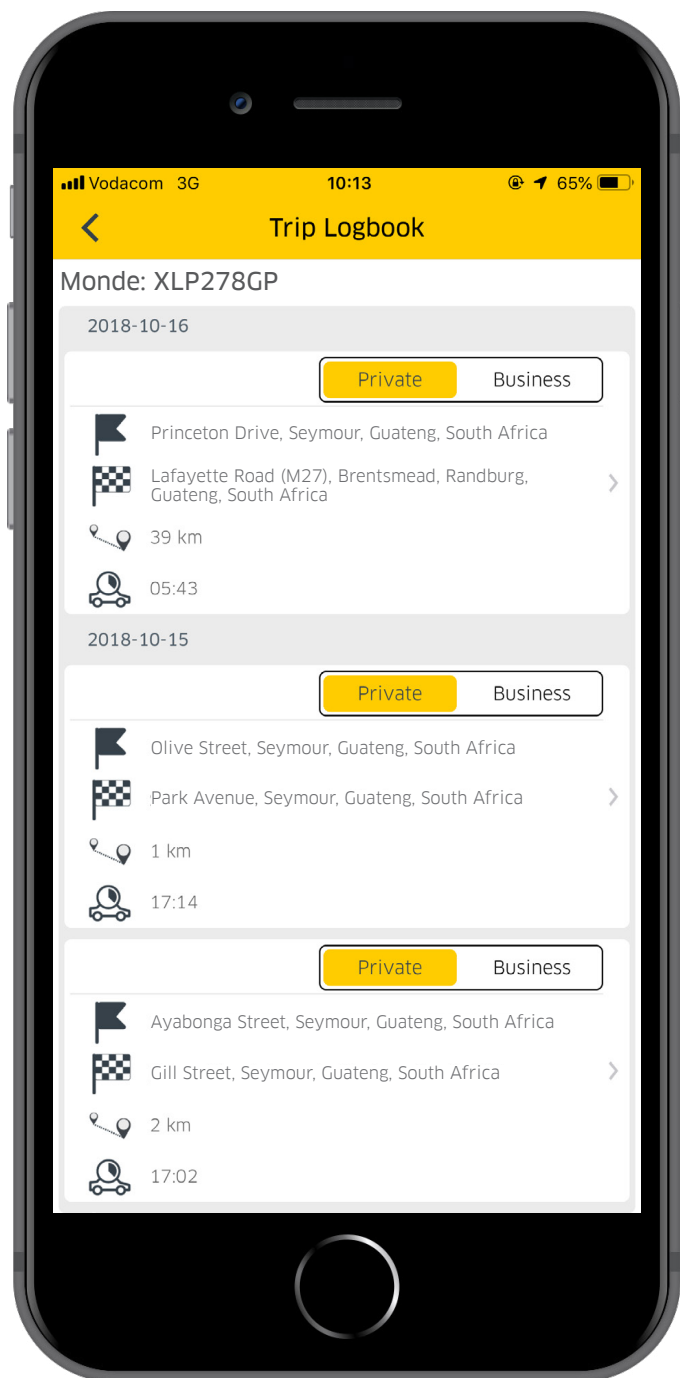 Vodacom 3G 10:13 65%
Trip Logbook
Monde: XLP278GP
2018-10-16
Private Business
Princeton Drive, Seymour, Guateng, South Africa
Lafayette Road (M27), Brentsmead, Randburg,
Guateng, South Africa
39 km
05:43
2018-10-15
Private Business
Olive Street, Seymour, Guateng, South Africa
Park Avenue, Seymour, Guateng, South Africa
1 km
17:14
Private Business
Ayabonga Street, Seymour, Guateng, South Africa
Gill Street, Seymour, Guateng, South Africa
2 km
17:02